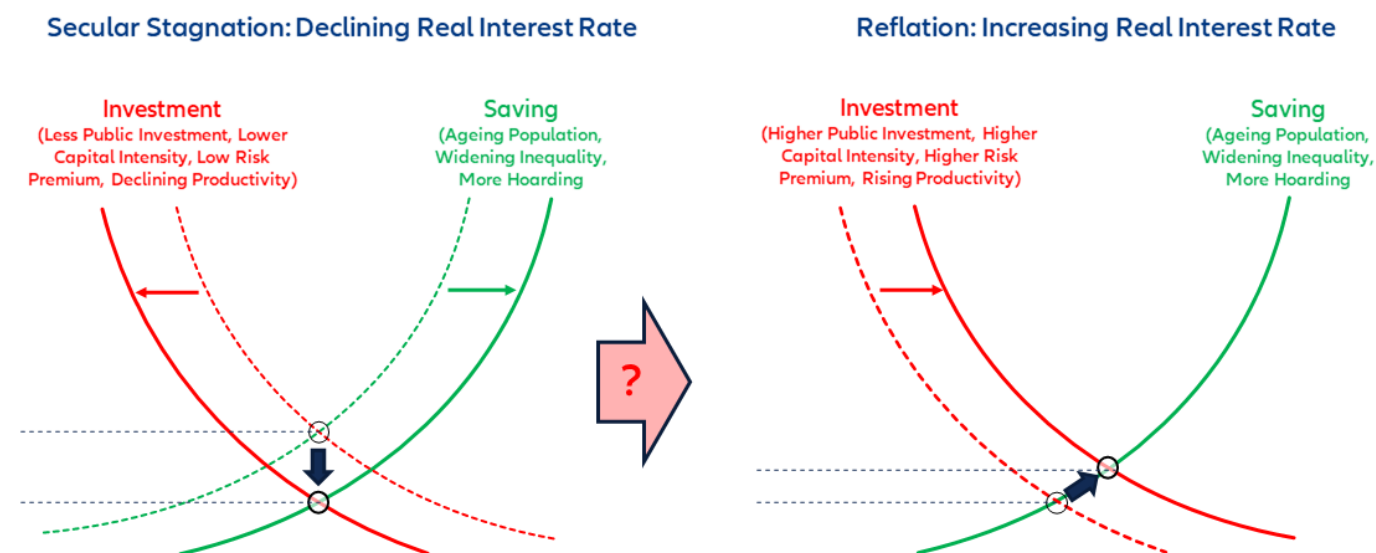 Secular Stagnation: Declining Real Interest Rate
Investment
(Less Public Investment, Lower
Capital Intensity, Low Risk
Premium, Declining Productivity)
Saving
(Ageing Population,
Widening Inequality,
More Hoarding
?
Reflation: Increasing Real Interest Rate
Investment
(Higher Public Investment, Higher
Capital Intensity, Higher Risk
Premium, Rising Productivity)
Saving
(Ageing Population,
Widening Inequality,
More Hoarding